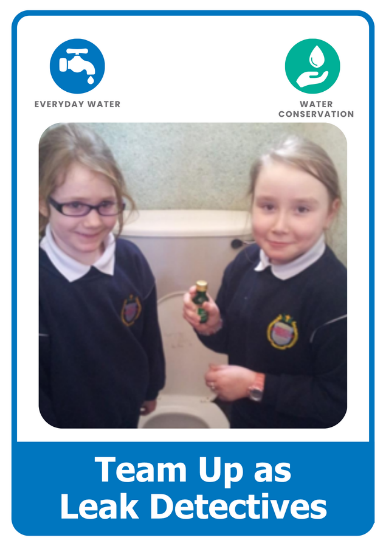 EVERYDAY WATER
WATER
CONSERVATION
Team Up as
Leak Detectives